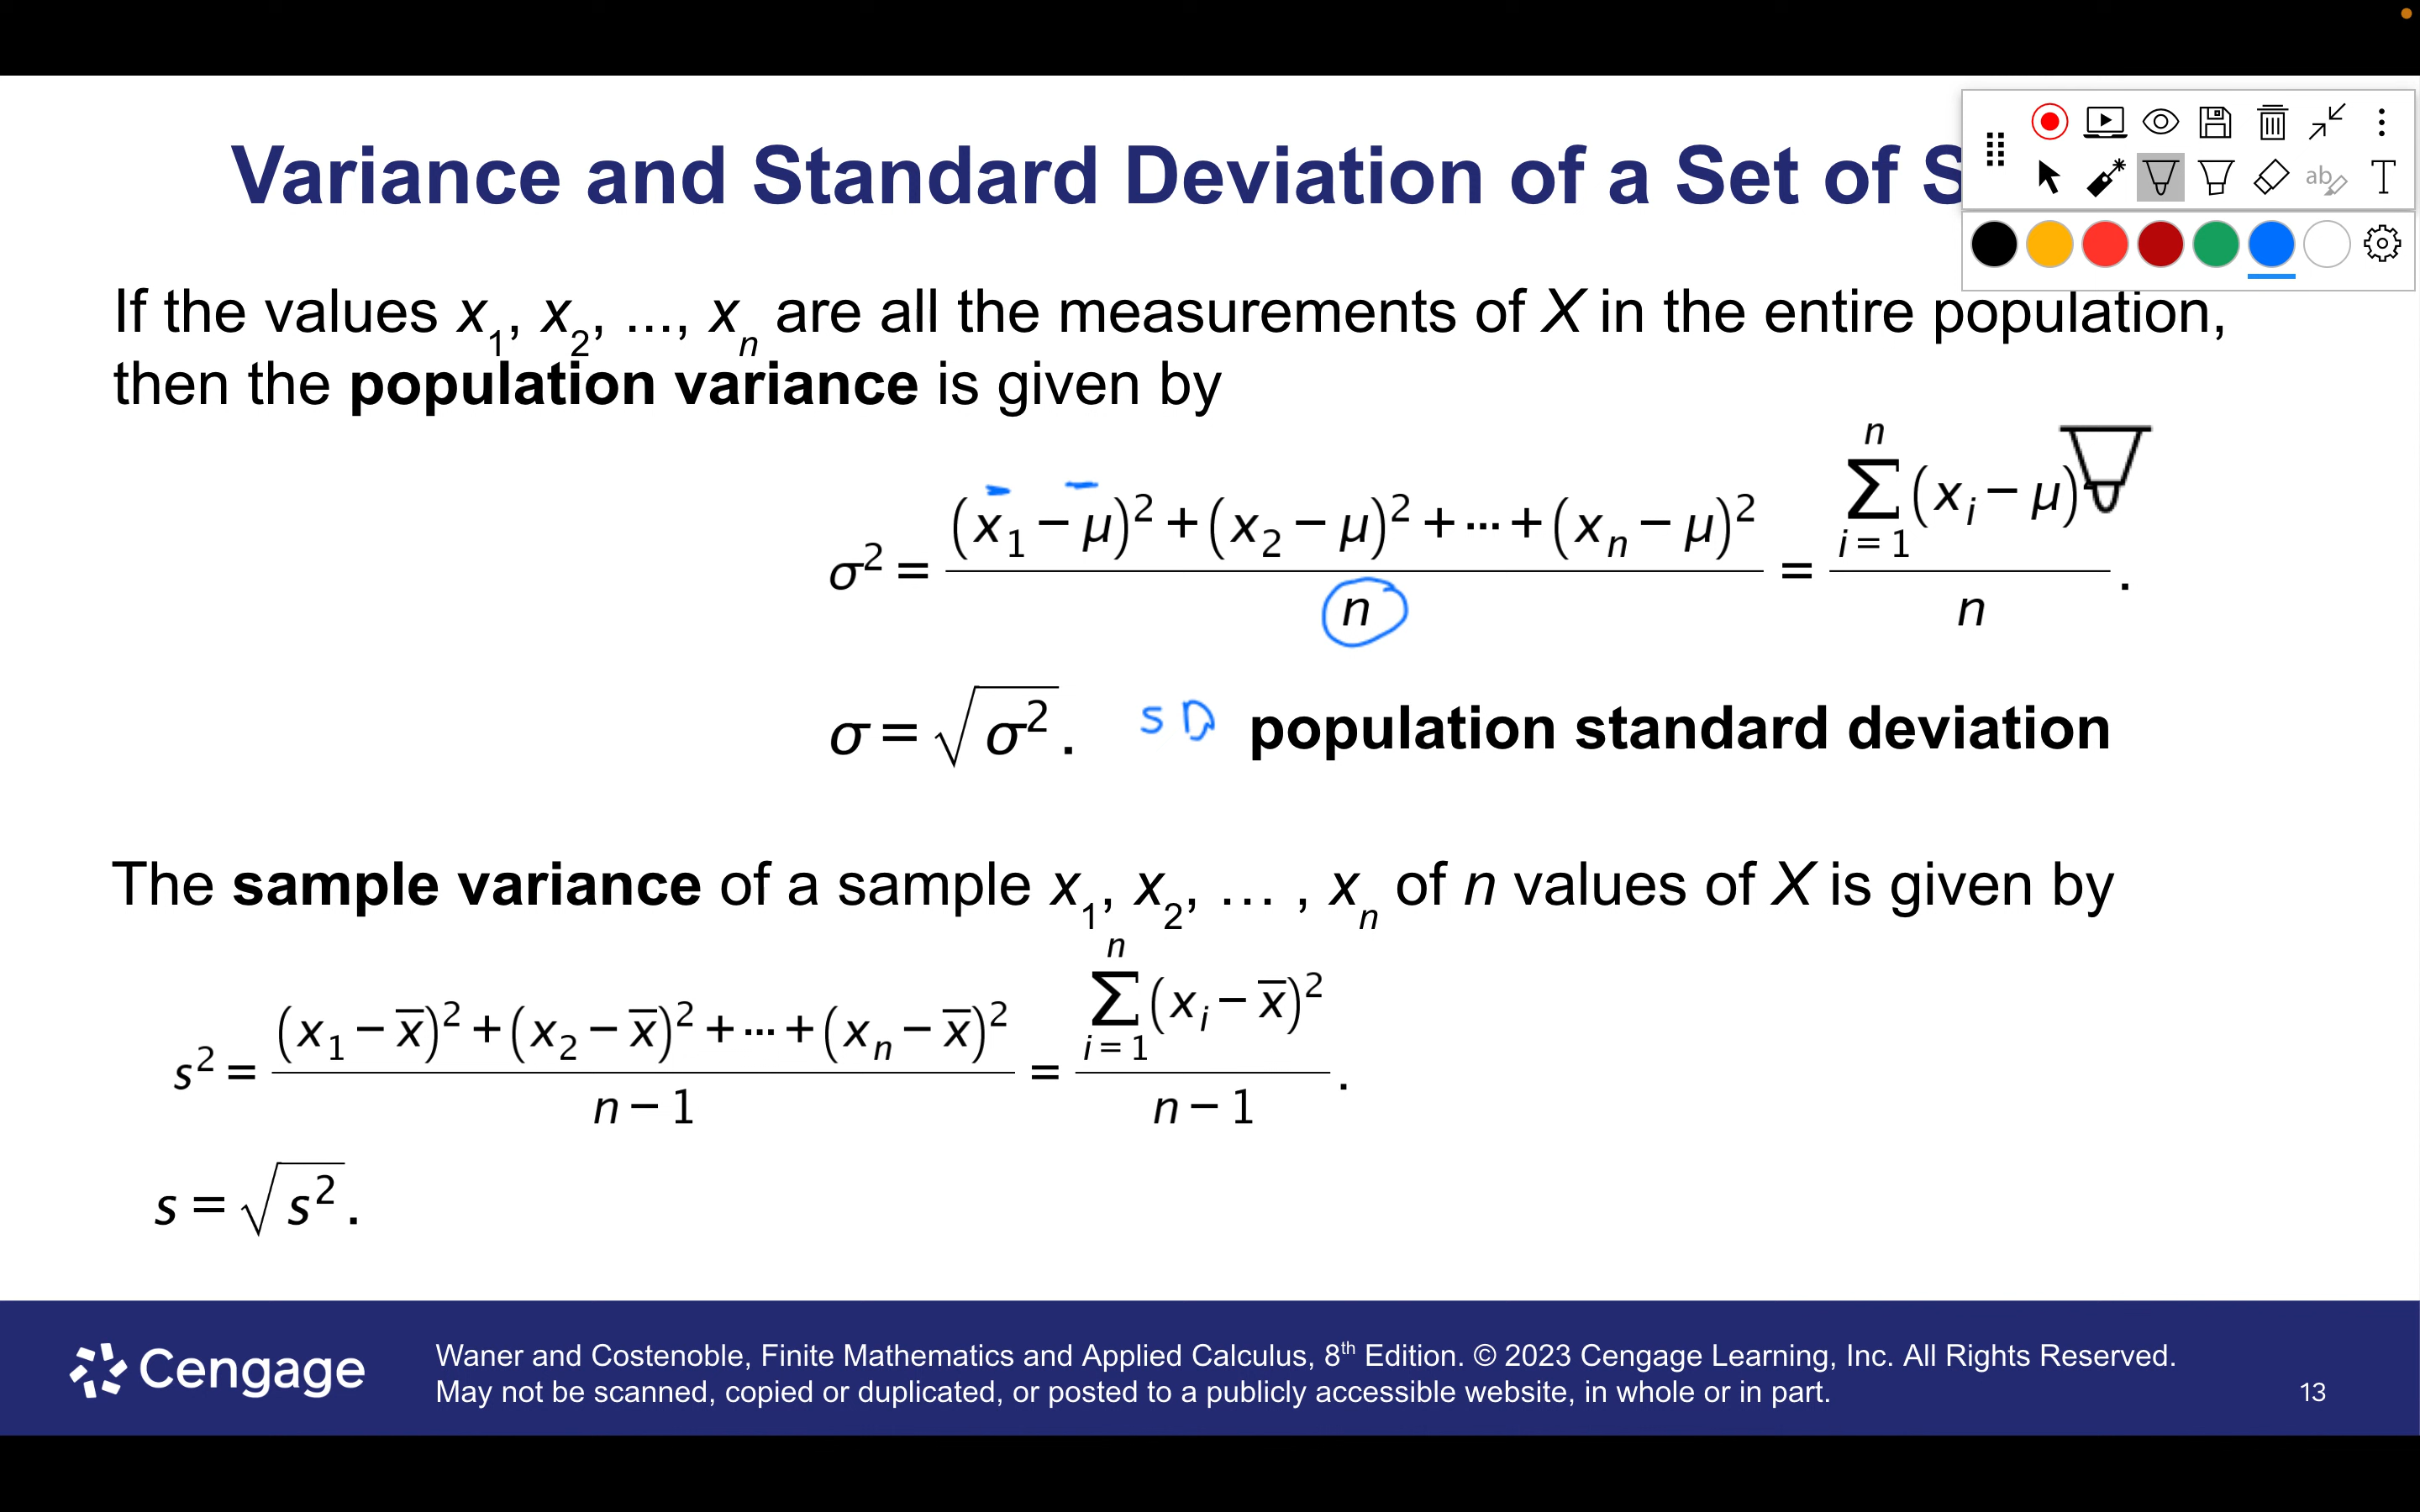 Variance and Standard Deviation of a Set of S
If the values x₁, x₂, ..., xₙ are all the measurements of X in the entire population,
then the population variance is given by
σ² = ((x₁ − μ)² + (x₂ − μ)² + ··· + (xₙ − μ)²) / n = (∑ᵢ₌₁ⁿ (xᵢ − μ)) / n.
σ = √σ². SD population standard deviation
The sample variance of a sample x₁, x₂, … , xₙ of n values of X is given by
s² = ((x₁ − x̅)² + (x₂ − x̅)² + ··· + (xₙ − x̅)²) / (n − 1) = (∑ᵢ₌₁ⁿ (xᵢ − x̅)²) / (n − 1).
s = √s².
Cengage
Waner and Costenoble, Finite Mathematics and Applied Calculus, 8th Edition. © 2023 Cengage Learning, Inc. All Rights Reserved.
May not be scanned, copied or duplicated, or posted to a publicly accessible website, in whole or in part.
13
ab
T